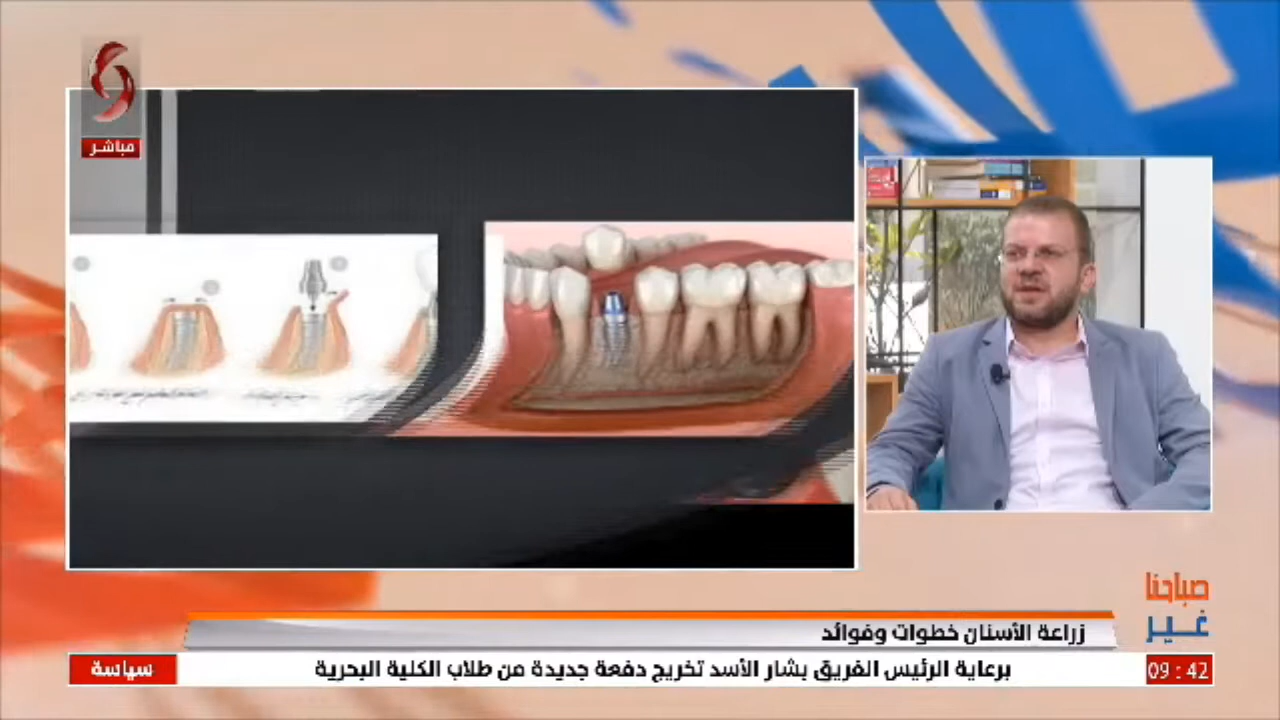 مباشر
صباحنا
غير
زراعة الأسنان خطوات وفوائد
برعاية الرئيس الفريق بشار الأسد تخريج دفعة جديدة من طلاب الكلية البحرية
سياسة
09:42